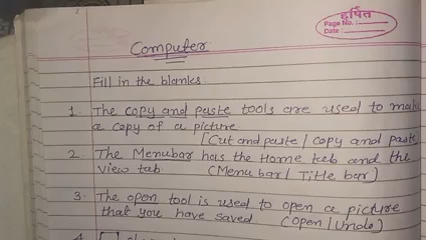 हर्षित
Page No.:
Date:
Computer
Fill in the blanks.
1. The copy and paste tools are used to make
a copy of a picture.
[Cut and paste / copy and paste
2. The Menubar has the Home tab and the
view tab (Menu bar / Title bar)
3. The open tool is used to open a picture
that you have saved (Open / Undo)
4.